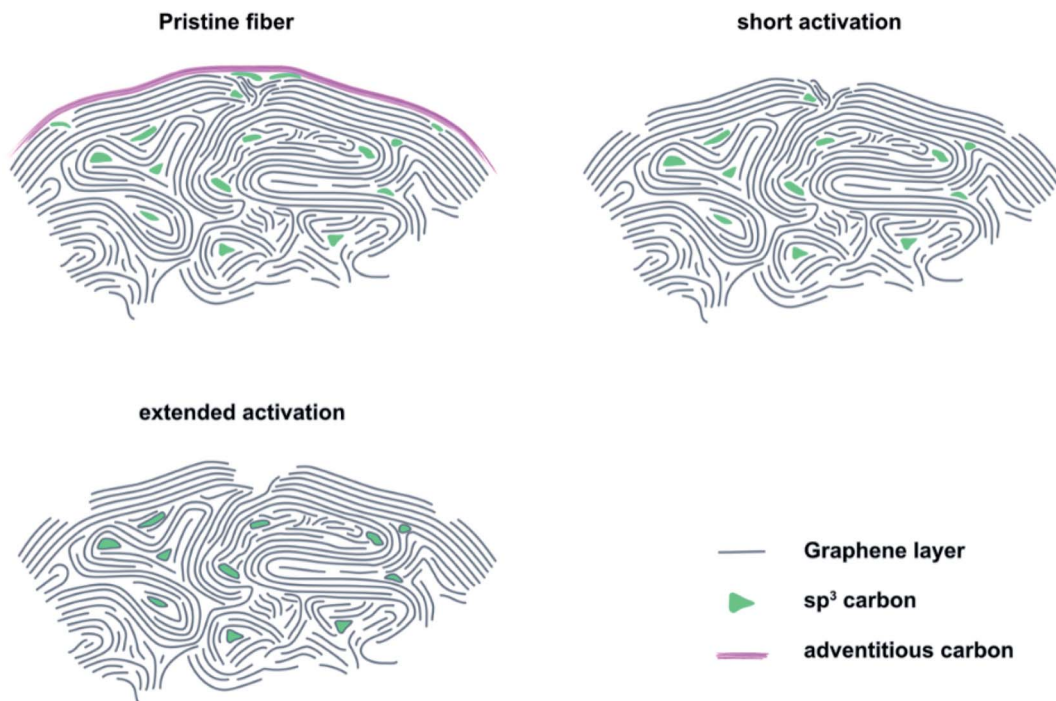 Pristine fiber
short activation
extended activation
Graphene layer
sp³ carbon
adventitious carbon